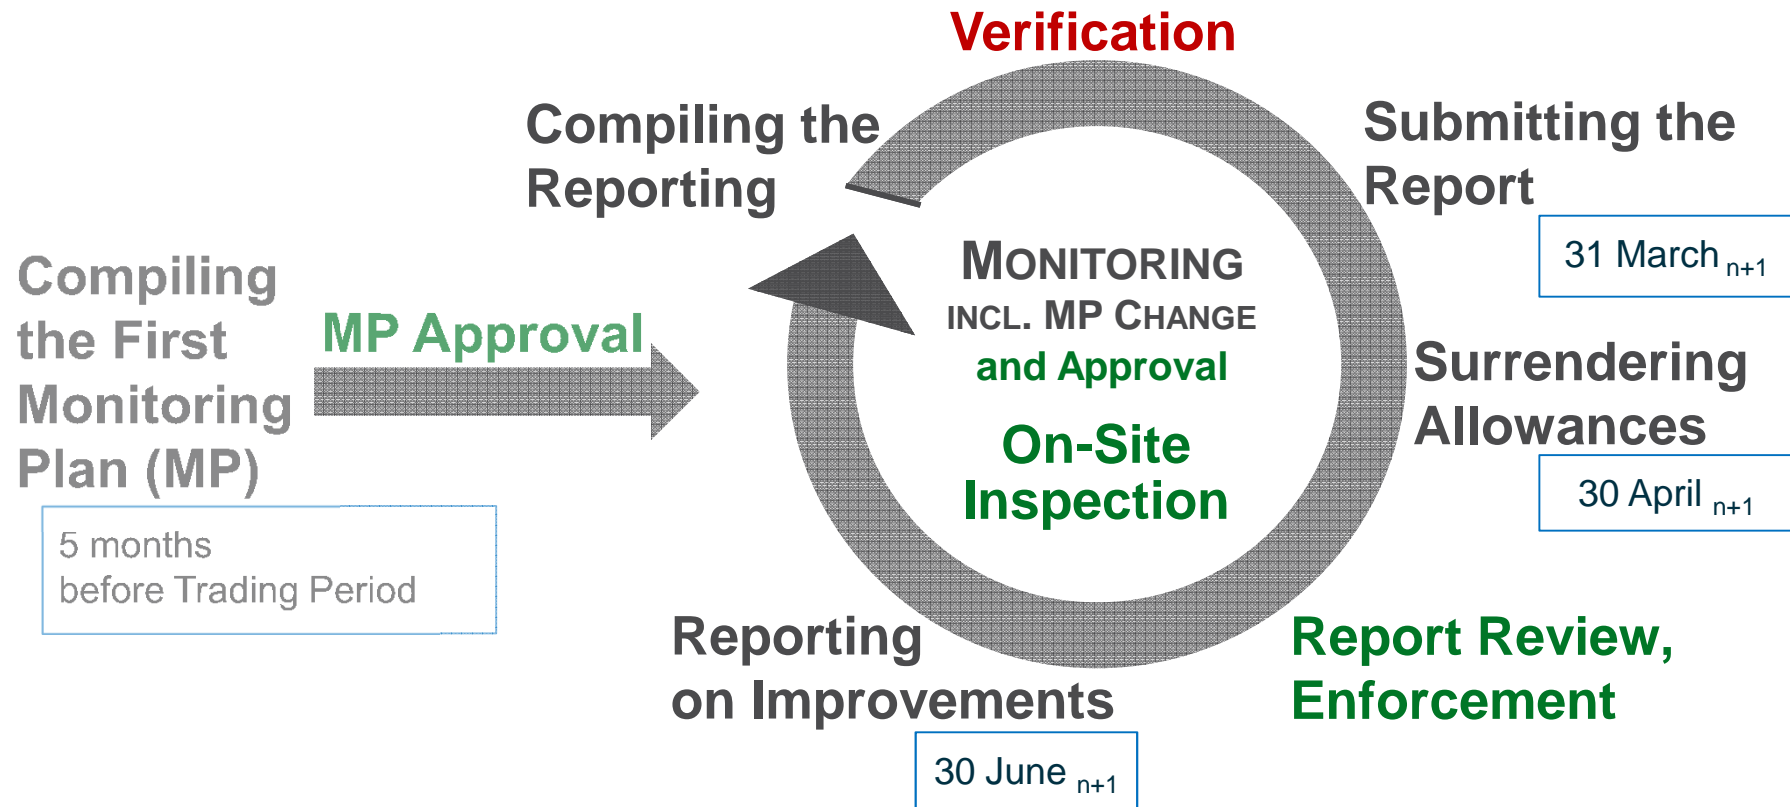 Verification
Compiling the
Reporting
Submitting the
Report
31 March n+1
MONITORING
INCL. MP CHANGE
and Approval
On-Site
Inspection
Compiling
the First
Monitoring
Plan (MP)
MP Approval
5 months
before Trading Period
Surrendering
Allowances
30 April n+1
Reporting
on Improvements
30 June n+1
Report Review,
Enforcement